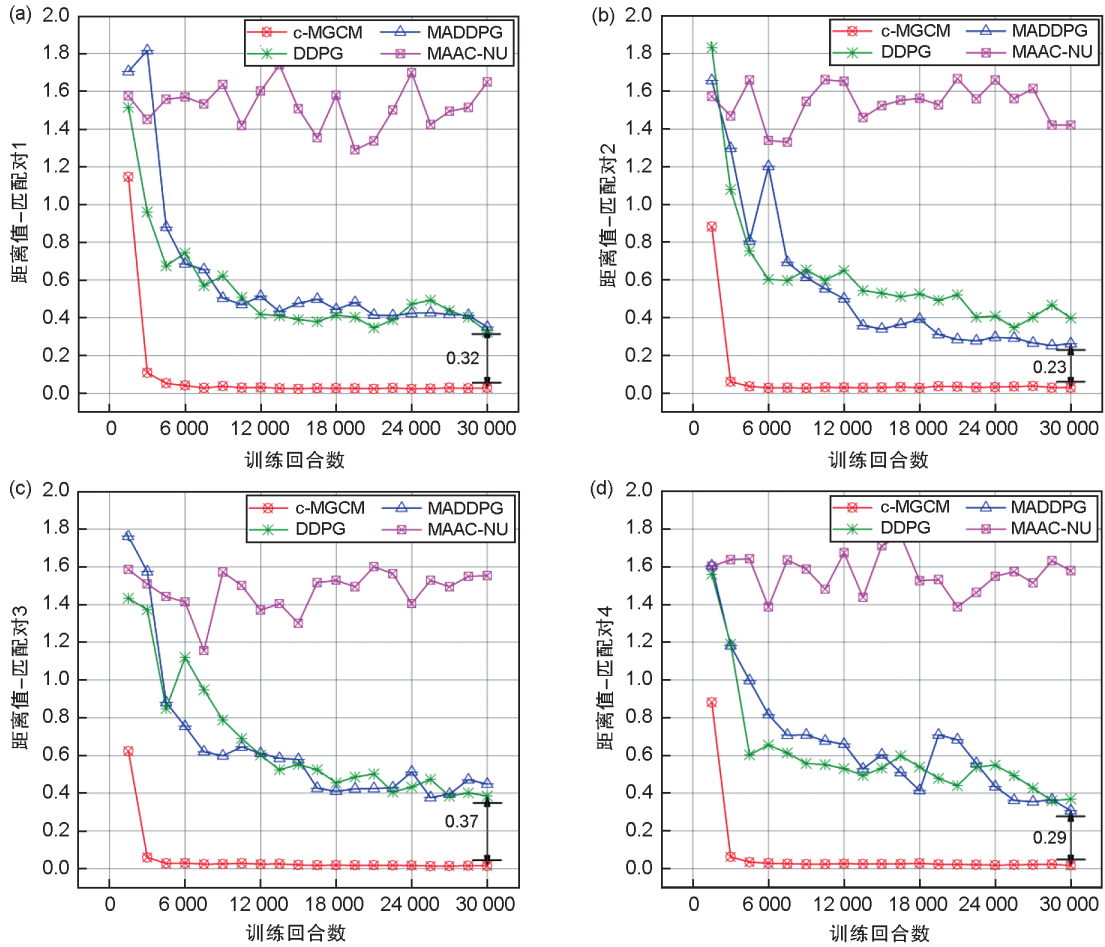 (a)
c-MGCM
MADDPG
DDPG
MAAC-NU
2.0
1.8
1.6
1.4
1.2
1.0
0.8
0.6
0.4
0.2
0.0
距离值-匹配对1
0.32
0
6 000
12 000
18 000
24 000
30 000
训练回合数
(b)
c-MGCM
MADDPG
DDPG
MAAC-NU
2.0
1.8
1.6
1.4
1.2
1.0
0.8
0.6
0.4
0.2
0.0
距离值-匹配对2
0.23
0
6 000
12 000
18 000
24 000
30 000
训练回合数
(c)
c-MGCM
MADDPG
DDPG
MAAC-NU
2.0
1.8
1.6
1.4
1.2
1.0
0.8
0.6
0.4
0.2
0.0
距离值-匹配对3
0.37
0
6 000
12 000
18 000
24 000
30 000
训练回合数
(d)
c-MGCM
MADDPG
DDPG
MAAC-NU
2.0
1.8
1.6
1.4
1.2
1.0
0.8
0.6
0.4
0.2
0.0
距离值-匹配对4
0.29
0
6 000
12 000
18 000
24 000
30 000
训练回合数